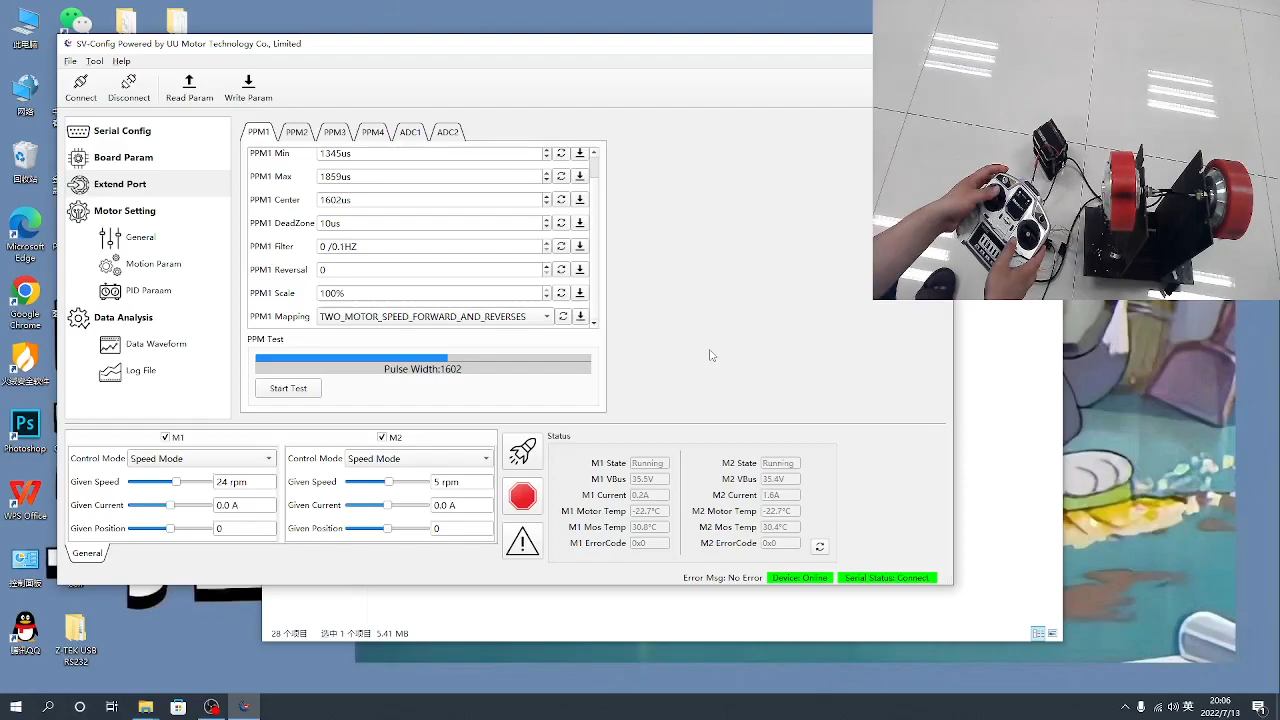 SV-Config Powered by UU Motor Technology Co., Limited
File Tool Help
Connect Disconnect Read Param Write Param
Serial Config
Board Param
Extend Port
Motor Setting
General
Motion Param
PID Paraam
Data Analysis
Data Waveform
Log File
PPM1 PPM2 PPM3 PPM4 ADC1 ADC2
PPM1 Min 1345us
PPM1 Max 1859us
PPM1 Center 1602us
PPM1 DeadZone 10us
PPM1 Filter 0 /0.1HZ
PPM1 Reversal 0
PPM1 Scale 100%
PPM1 Mapping TWO_MOTOR_SPEED_FORWARD_AND_REVERSES
PPM Test
Pulse Width:1602
Start Test
M1
Control Mode Speed Mode
Given Speed 24 rpm
Given Current 0.0 A
Given Position 0
M2
Control Mode Speed Mode
Given Speed 5 rpm
Given Current 0.0 A
Given Position 0
General
Status
M1 State Running M2 State Running
M1 VBus 35.5V M2 VBus 35.4V
M1 Current 0.2A M2 Current 1.6A
M1 Motor Temp -22.7°C M2 Motor Temp -22.7°C
M1 Mos Temp 30.8°C M2 Mos Temp 30.4°C
M1 ErrorCode 0x0 M2 ErrorCode 0x0
Error Msg: No Error Device: Online Serial Status: Connect
28 个项目 选中 1 个项目 5.41 MB
此电脑
网络
回收站
Microsoft
Edge
Google
Chrome
Ps
Photoshop
WPS Office
腾讯QQ
Z-TEK USB
RS232
英
20:06
2022/7/13